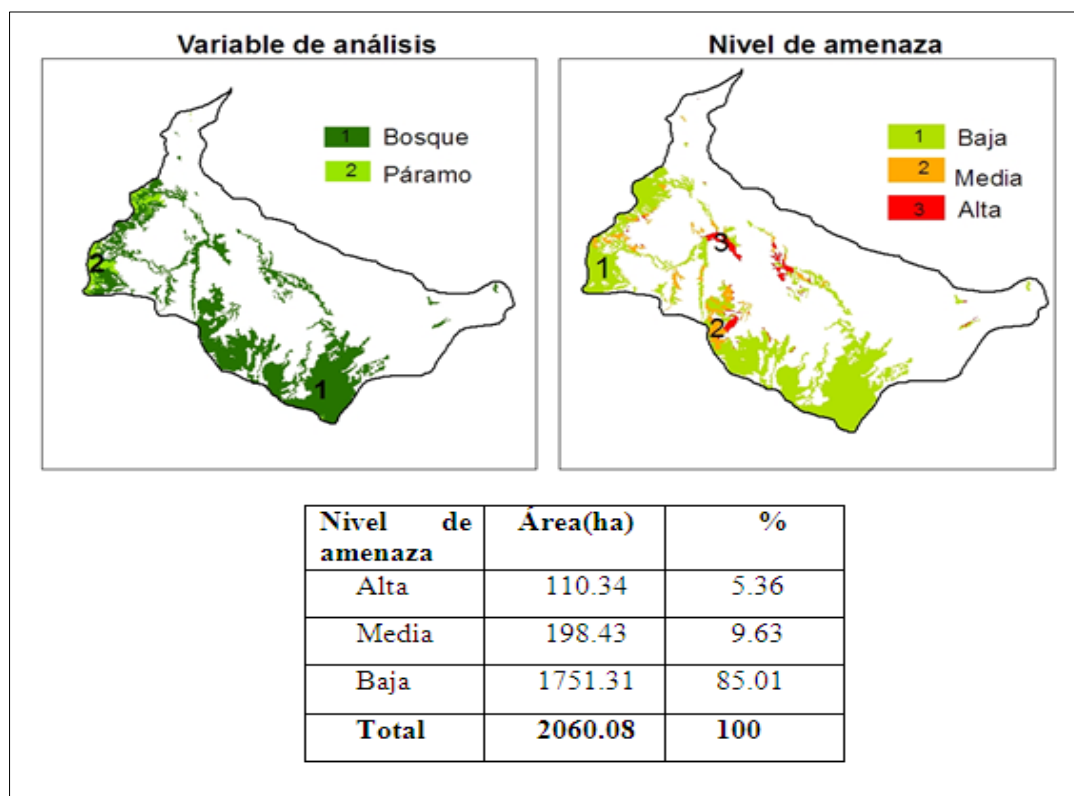 Variable de análisis
1 Bosque
2 Páramo
2
1
Nivel de amenaza
1 Baja
2 Media
3 Alta
3
1
2
Nivel de amenaza Área(ha) %
Alta 110.34 5.36
Media 198.43 9.63
Baja 1751.31 85.01
Total 2060.08 100